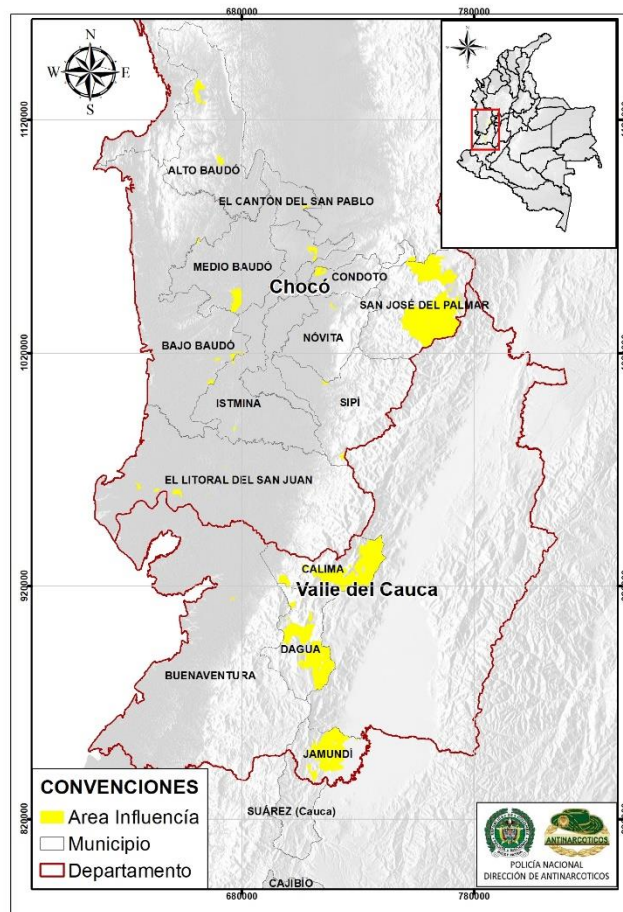 680000
780000
N
W
E
S
1120000
ALTO BAUDÓ
EL CANTÓN DEL SAN PABLO
MEDIO BAUDÓ
CONDOTO
Chocó
SAN JOSÉ DEL PALMAR
NÓVITA
1020000
BAJO BAUDÓ
ISTMINA
SIPÍ
EL LITORAL DEL SAN JUAN
CALIMA
920000
Valle del Cauca
DAGUA
BUENAVENTURA
JAMUNDÍ
CONVENCIONES
Area Influencía
Municipio
Departamento
820000
SUÁREZ (Cauca)
CAJIBÍO
ANTINARCOTICOS
POLICÍA NACIONAL
DIRECCIÓN DE ANTINARCOTICOS
680000
780000